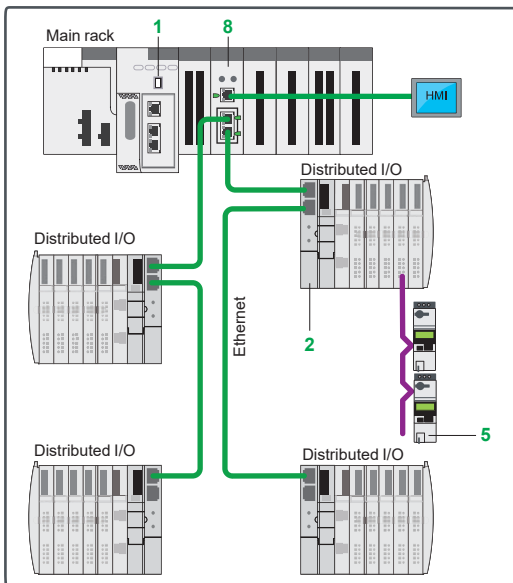 1
8
Main rack
HMI
Distributed I/O
Distributed I/O
Ethernet
2
5
Distributed I/O
Distributed I/O